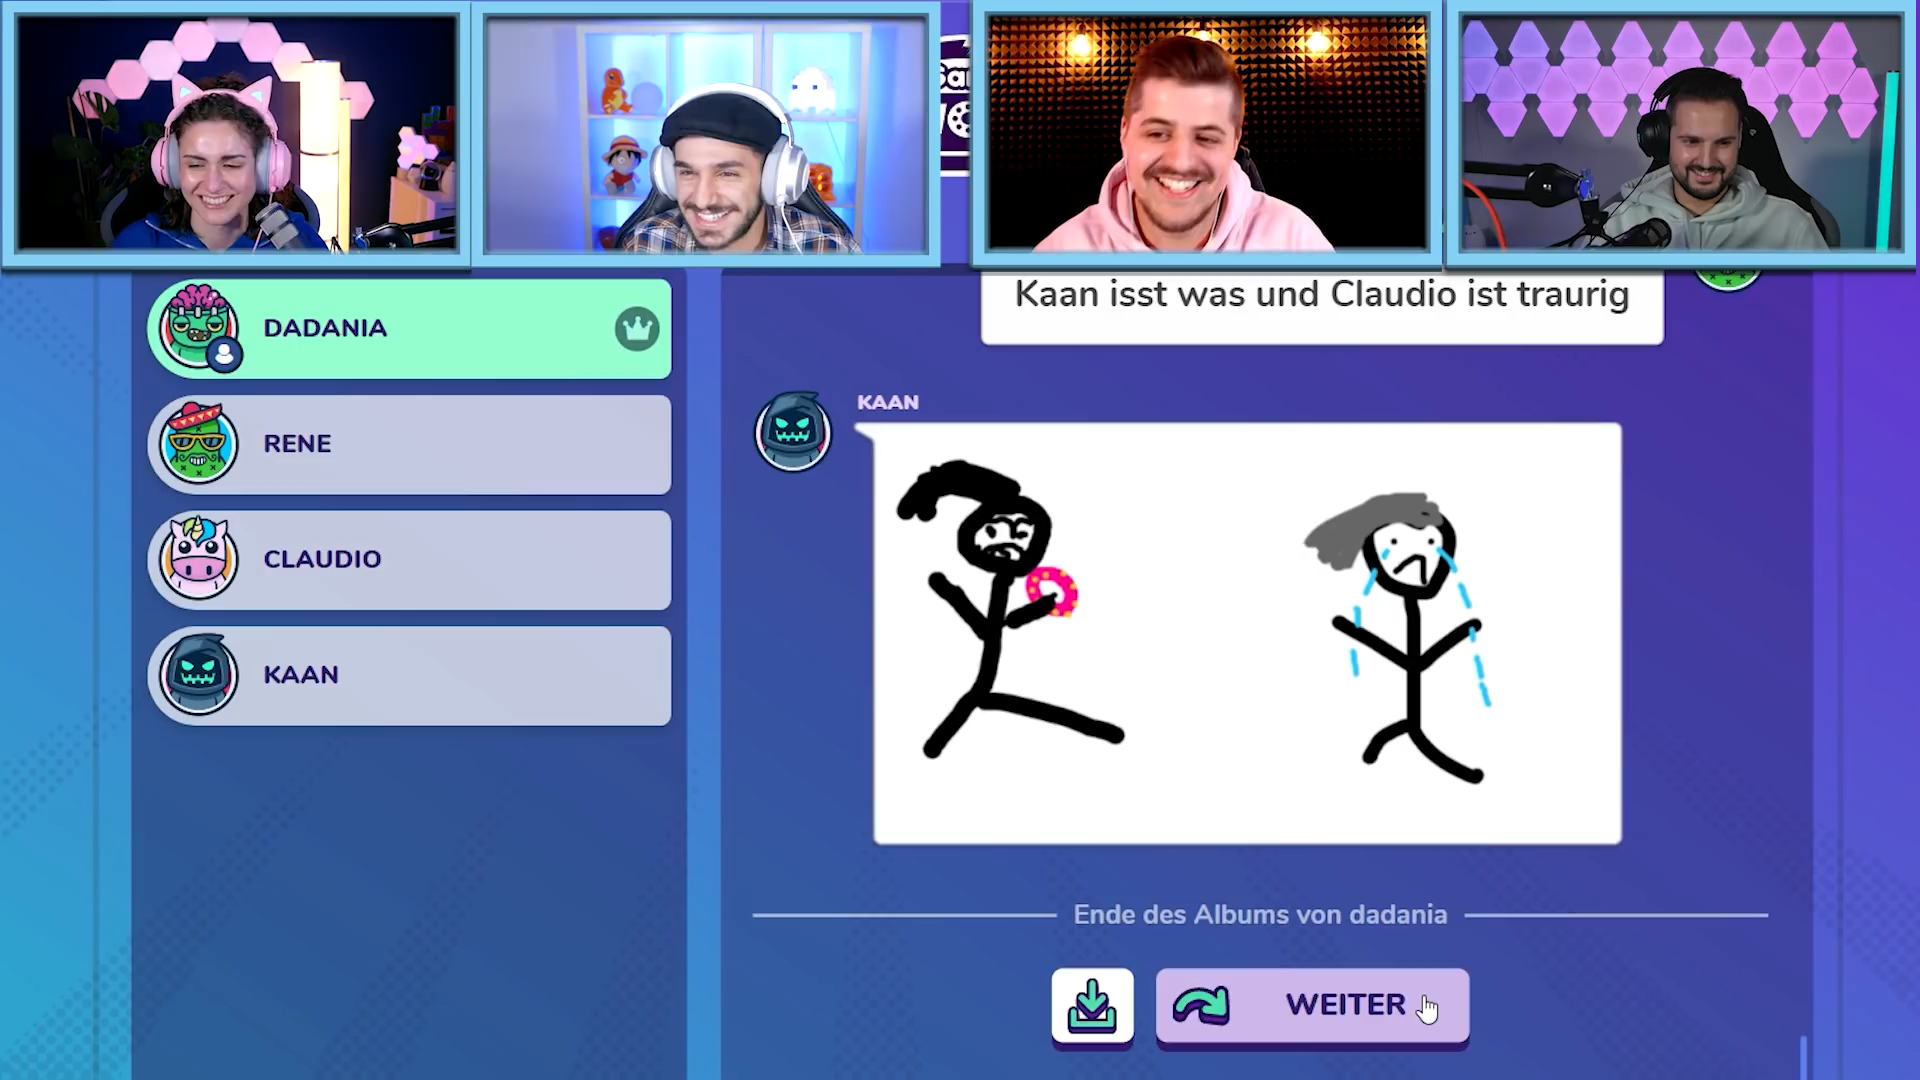 Kaan isst was und Claudio ist traurig
DADANIA
RENE
CLAUDIO
KAAN
KAAN
Ende des Albums von dadania
WEITER